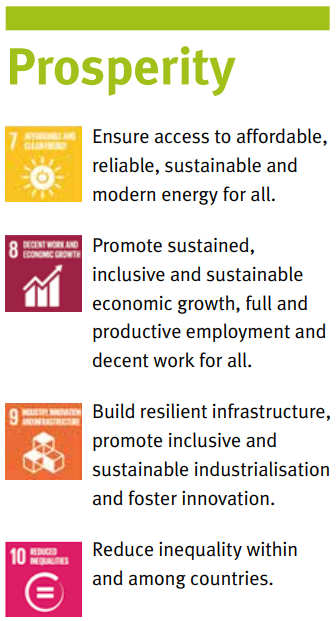 Prosperity
7 AFFORDABLE AND
CLEAN ENERGY
Ensure access to affordable,
reliable, sustainable and
modern energy for all.
8 DECENT WORK AND
ECONOMIC GROWTH
Promote sustained,
inclusive and sustainable
economic growth, full and
productive employment and
decent work for all.
9 INDUSTRY, INNOVATION
AND INFRASTRUCTURE
Build resilient infrastructure,
promote inclusive and
sustainable industrialisation
and foster innovation.
10 REDUCED
INEQUALITIES
Reduce inequality within
and among countries.